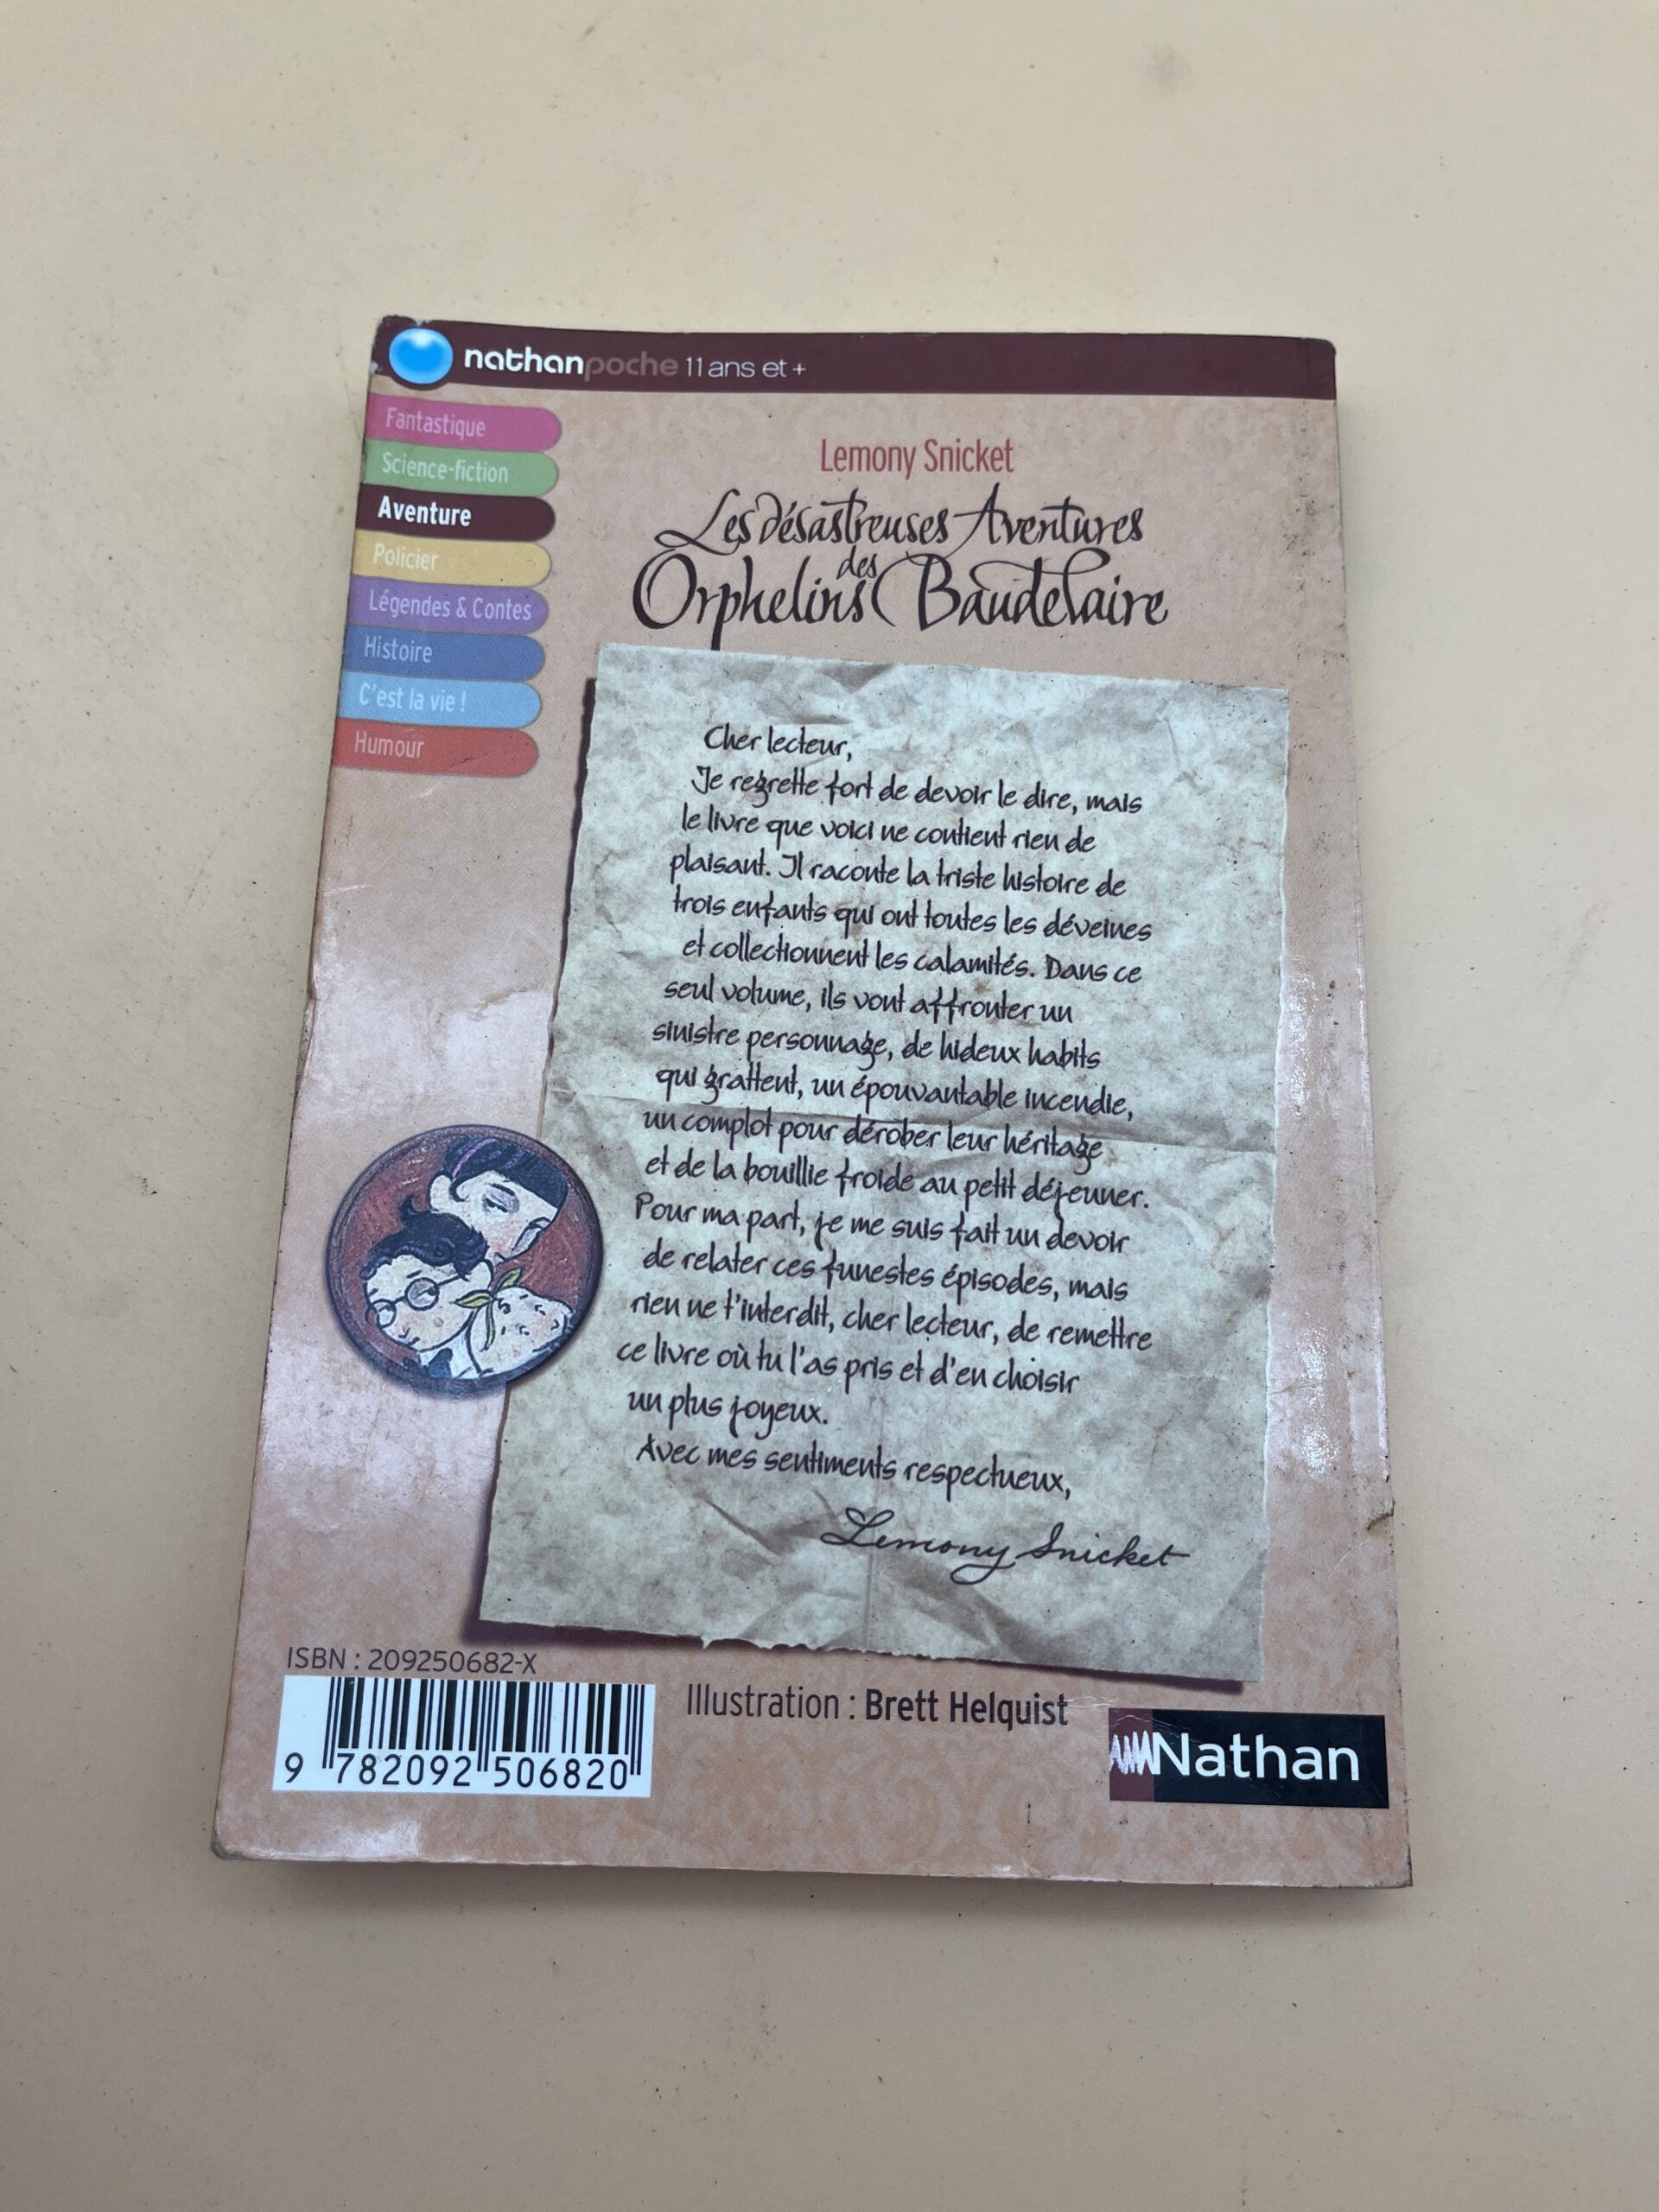 nathanpoche 11 ans et +
Fantastique
Science-fiction
Aventure
Policier
Légendes & Contes
Histoire
C'est la vie !
Humour
Lemony Snicket
Les désastreuses Aventures
des
Orphelins Baudelaire
Cher lecteur,
Je regrette fort de devoir le dire, mais
le livre que voici ne contient rien de
plaisant. Il raconte la triste histoire de
trois enfants qui ont toutes les déveines
et collectionnent les calamités. Dans ce
seul volume, ils vont affronter un
sinistre personnage, de hideux habits
qui grattent, un épouvantable incendie,
un complot pour dérober leur héritage
et de la bouillie froide au petit déjeuner.
Pour ma part, je me suis fait un devoir
de relater ces funestes épisodes, mais
rien ne t'interdit, cher lecteur, de remettre
ce livre où tu l'as pris et d'en choisir
un plus joyeux.
Avec mes sentiments respectueux,
Lemony Snicket
ISBN : 209250682-X
9 782092 506820
Illustration : Brett Helquist
Nathan